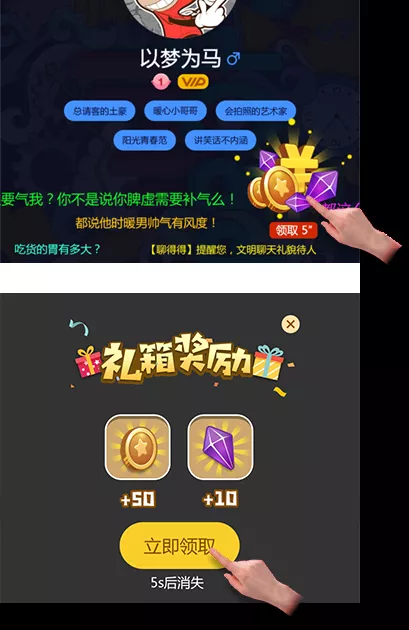 以梦为马
1 VIP
总请客的土豪 暖心小哥哥 会拍照的艺术家
阳光青春范 讲笑话不内涵
要气我？你不是说你脾虚需要补气么！
都说他时暖男帅气有风度！
领取 5"
吃货的胃有多大？ 【聊得得】提醒您，文明聊天礼貌待人
礼箱奖励
+50 +10
立即领取
5s后消失